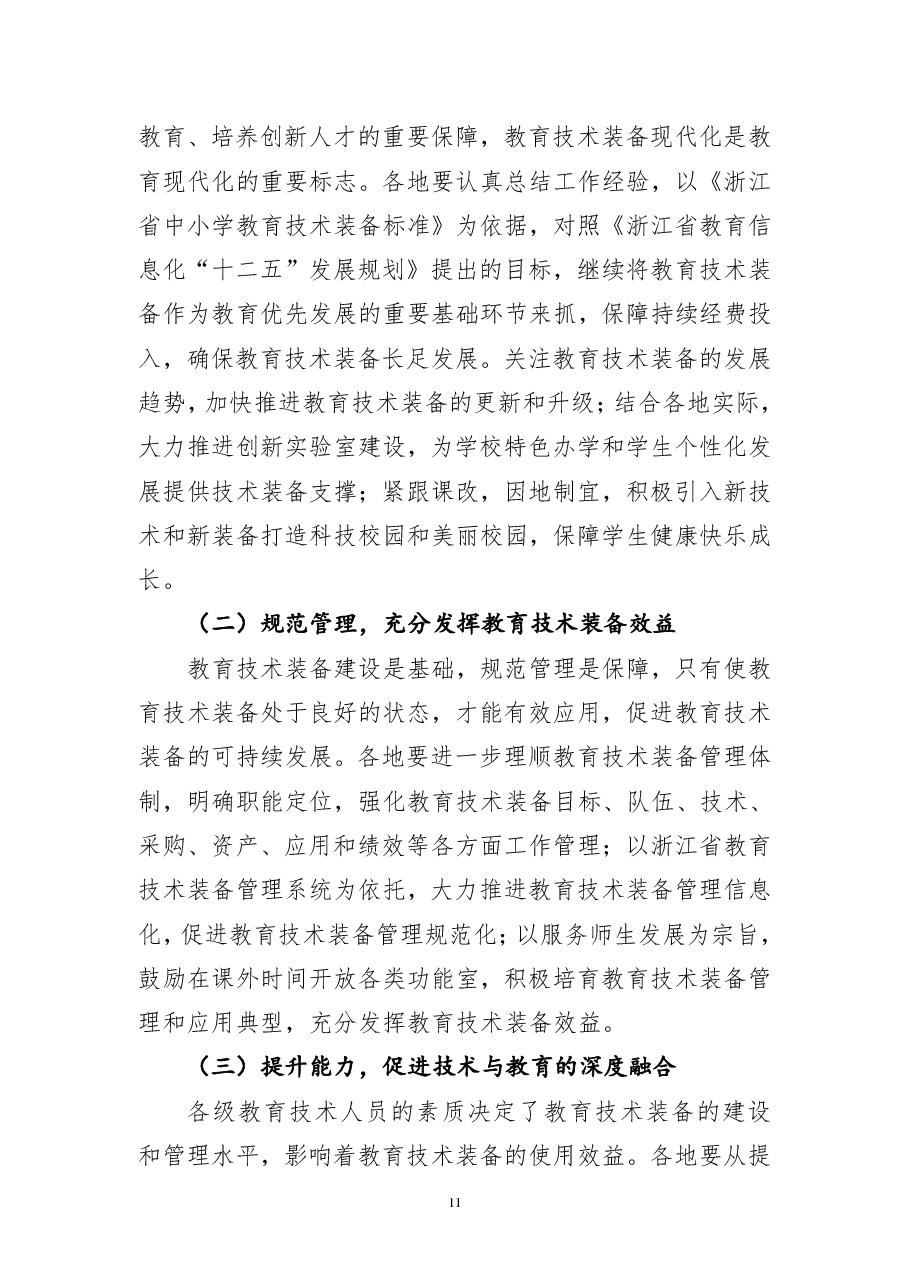 教育、培养创新人才的重要保障，教育技术装备现代化是教
育现代化的重要标志。各地要认真总结工作经验，以《浙江
省中小学教育技术装备标准》为依据，对照《浙江省教育信
息化“十二五”发展规划》提出的目标，继续将教育技术装
备作为教育优先发展的重要基础环节来抓，保障持续经费投
入，确保教育技术装备长足发展。关注教育技术装备的发展
趋势，加快推进教育技术装备的更新和升级；结合各地实际，
大力推进创新实验室建设，为学校特色办学和学生个性化发
展提供技术装备支撑；紧跟课改，因地制宜，积极引入新技
术和新装备打造科技校园和美丽校园，保障学生健康快乐成
长。
（二）规范管理，充分发挥教育技术装备效益
教育技术装备建设是基础，规范管理是保障，只有使教
育技术装备处于良好的状态，才能有效应用，促进教育技术
装备的可持续发展。各地要进一步理顺教育技术装备管理体
制，明确职能定位，强化教育技术装备目标、队伍、技术、
采购、资产、应用和绩效等各方面工作管理；以浙江省教育
技术装备管理系统为依托，大力推进教育技术装备管理信息
化，促进教育技术装备管理规范化；以服务师生发展为宗旨，
鼓励在课外时间开放各类功能室，积极培育教育技术装备管
理和应用典型，充分发挥教育技术装备效益。
（三）提升能力，促进技术与教育的深度融合
各级教育技术人员的素质决定了教育技术装备的建设
和管理水平，影响着教育技术装备的使用效益。各地要从提
11